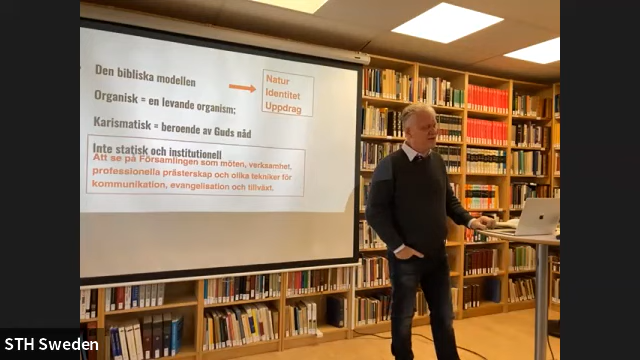 Den bibliska modellen
Natur
Identitet
Uppdrag
Organisk = en levande organism;
Karismatisk = beroende av Guds nåd
Inte statisk och institutionell
Att se på Församlingen som möten, verksamhet,
professionella prästerskap och olika tekniker för
kommunikation, evangelisation och tillväxt.
STH Sweden